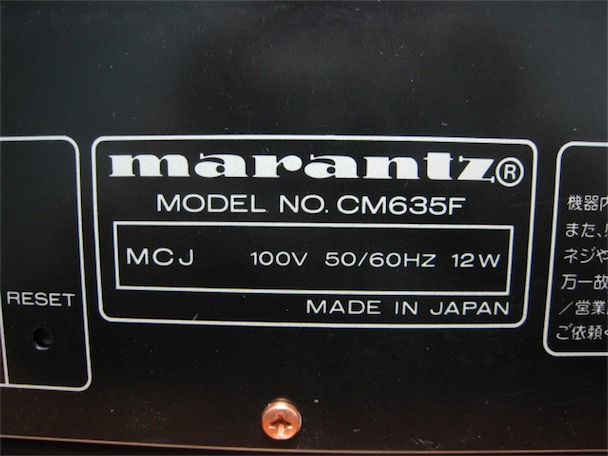 RESET
marantz®
MODEL NO. CM635F
MCJ 100V 50/60HZ 12W
MADE IN JAPAN
機器内
また、
ネジや
万一故
/営業
ご依頼